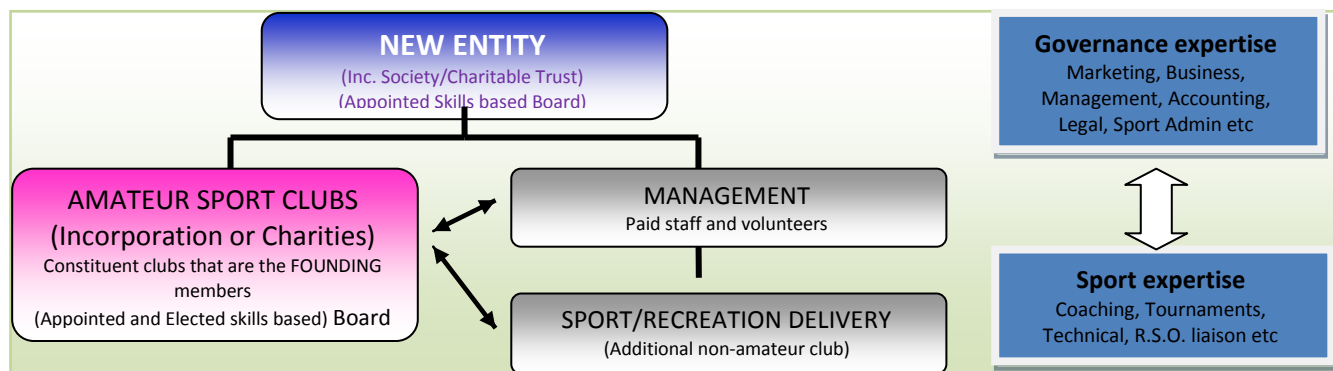 NEW ENTITY
(Inc. Society/Charitable Trust)
(Appointed Skills based Board)
Governance expertise
Marketing, Business,
Management, Accounting,
Legal, Sport Admin etc
AMATEUR SPORT CLUBS
(Incorporation or Charities)
Constituent clubs that are the FOUNDING
members
(Appointed and Elected skills based) Board
MANAGEMENT
Paid staff and volunteers
SPORT/RECREATION DELIVERY
(Additional non-amateur club)
Sport expertise
Coaching, Tournaments,
Technical, R.S.O. liaison etc